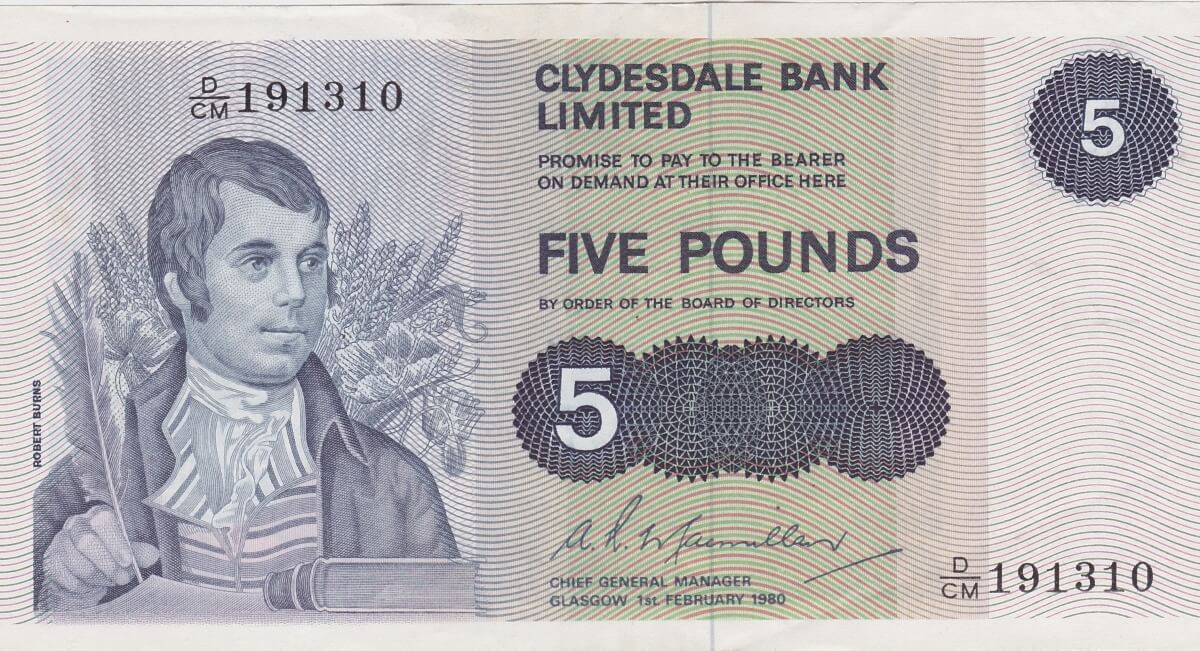 D/CM 191310
CLYDESDALE BANK
LIMITED
PROMISE TO PAY TO THE BEARER
ON DEMAND AT THEIR OFFICE HERE
FIVE POUNDS
BY ORDER OF THE BOARD OF DIRECTORS
5
5
ROBERT BURNS
A. R. Macmillan
CHIEF GENERAL MANAGER
GLASGOW 1st. FEBRUARY 1980
D/CM 191310